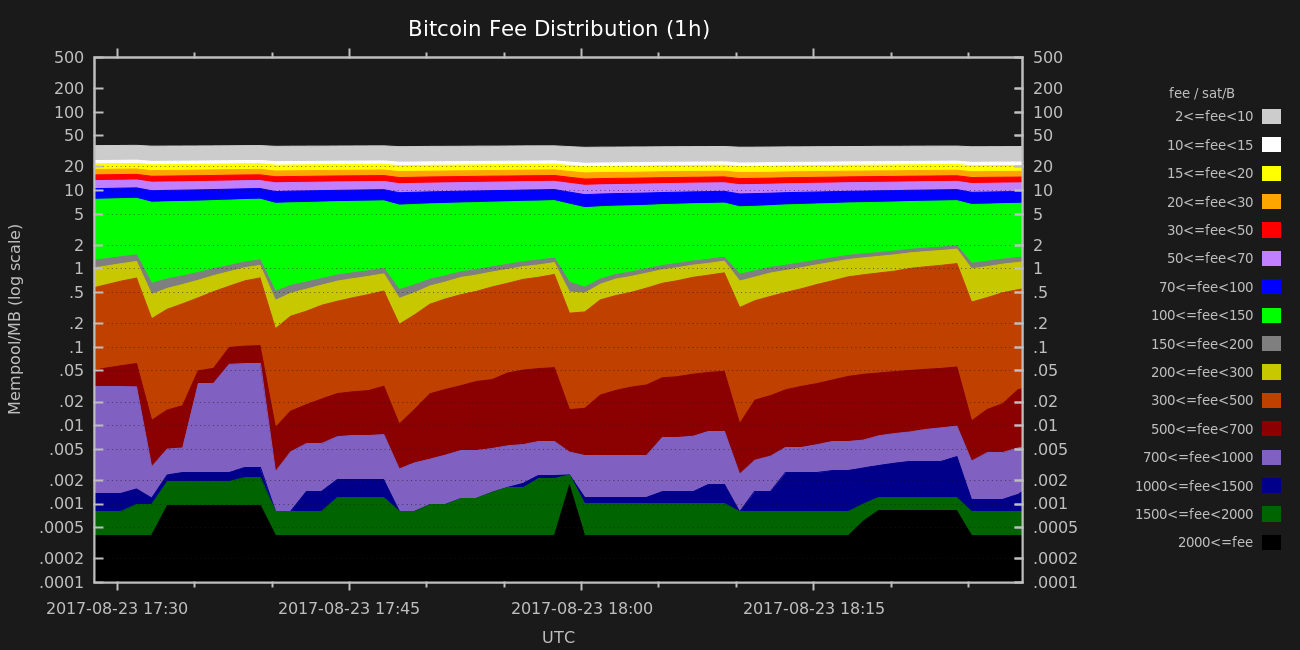 Bitcoin Fee Distribution (1h)
Mempool/MB (log scale)
500 500
200 200
100 100
50 50
20 20
10 10
5 5
2 2
1 1
.5 .5
.2 .2
.1 .1
.05 .05
.02 .02
.01 .01
.005 .005
.002 .002
.001 .001
.0005 .0005
.0002 .0002
.0001 .0001
2017-08-23 17:30 2017-08-23 17:45 2017-08-23 18:00 2017-08-23 18:15
UTC
fee / sat/B
2<=fee<10
10<=fee<15
15<=fee<20
20<=fee<30
30<=fee<50
50<=fee<70
70<=fee<100
100<=fee<150
150<=fee<200
200<=fee<300
300<=fee<500
500<=fee<700
700<=fee<1000
1000<=fee<1500
1500<=fee<2000
2000<=fee